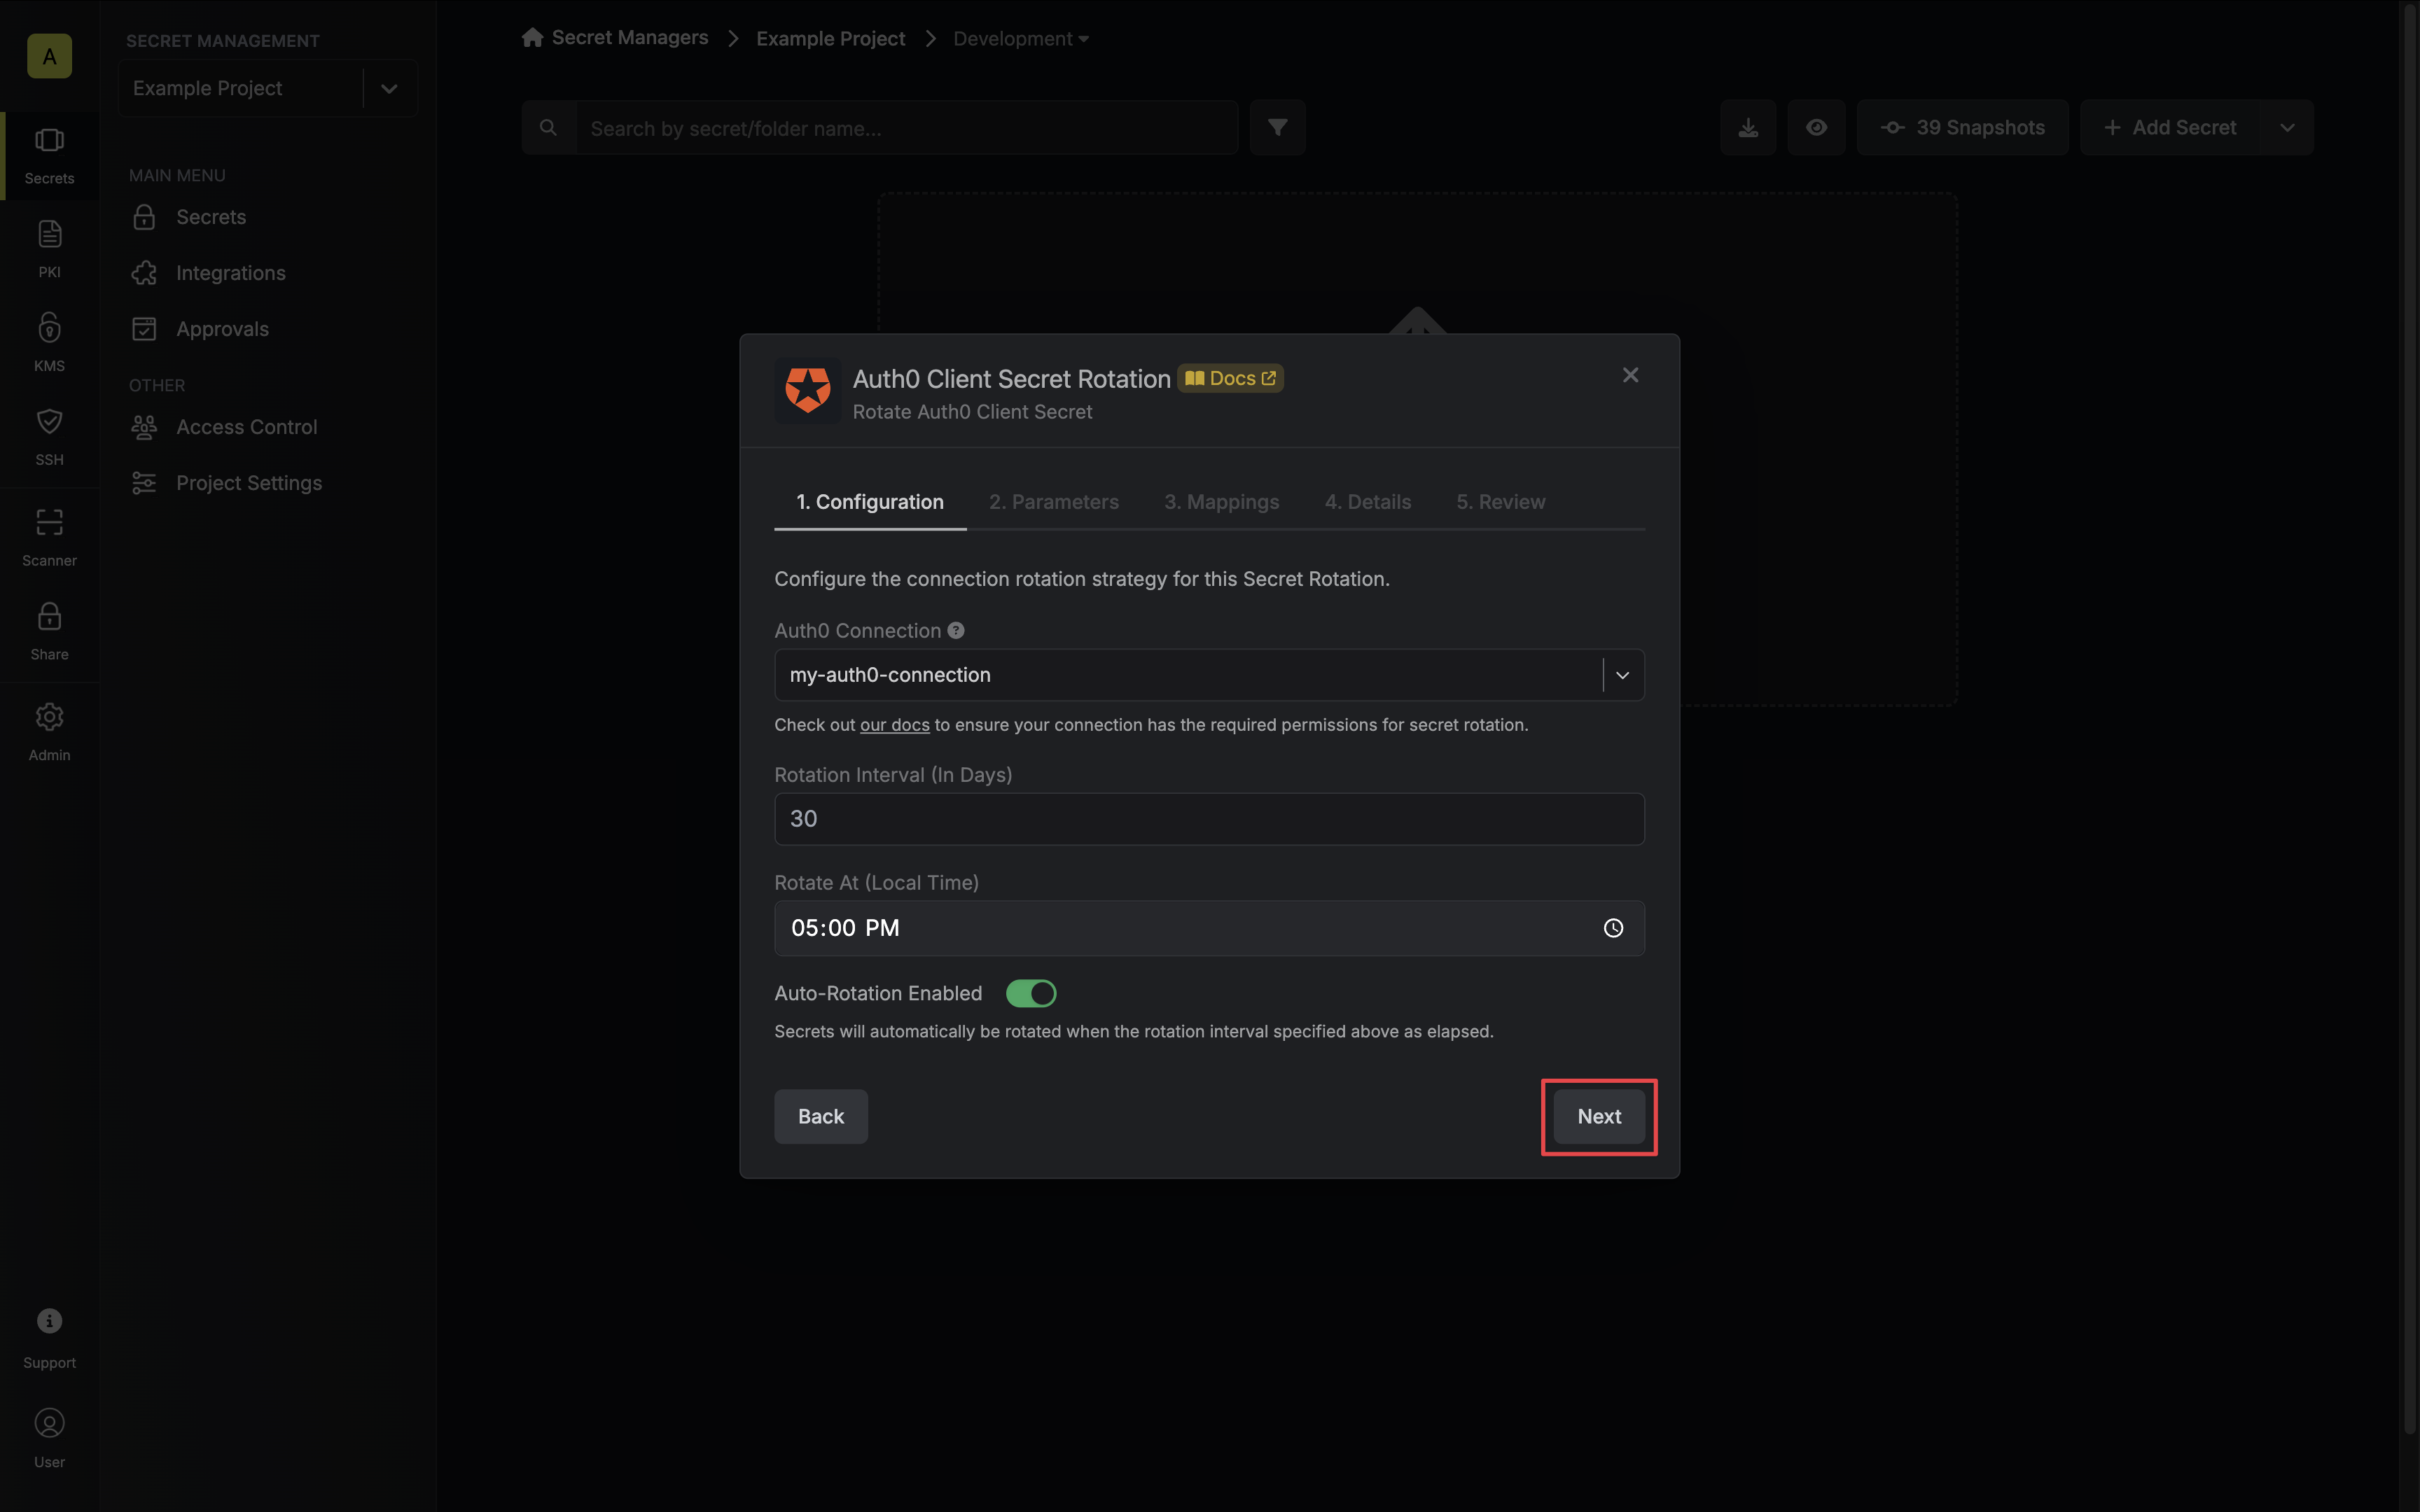 A
Secrets
PKI
KMS
SSH
Scanner
Share
Admin
Support
User
SECRET MANAGEMENT
Example Project
MAIN MENU
Secrets
Integrations
Approvals
OTHER
Access Control
Project Settings
Secret Managers > Example Project > Development
Search by secret/folder name...
39 Snapshots
+ Add Secret
Auth0 Client Secret Rotation Docs
Rotate Auth0 Client Secret
1. Configuration 2. Parameters 3. Mappings 4. Details 5. Review
Configure the connection rotation strategy for this Secret Rotation.
Auth0 Connection ?
my-auth0-connection
Check out our docs to ensure your connection has the required permissions for secret rotation.
Rotation Interval (In Days)
30
Rotate At (Local Time)
05:00 PM
Auto-Rotation Enabled
Secrets will automatically be rotated when the rotation interval specified above as elapsed.
Back
Next